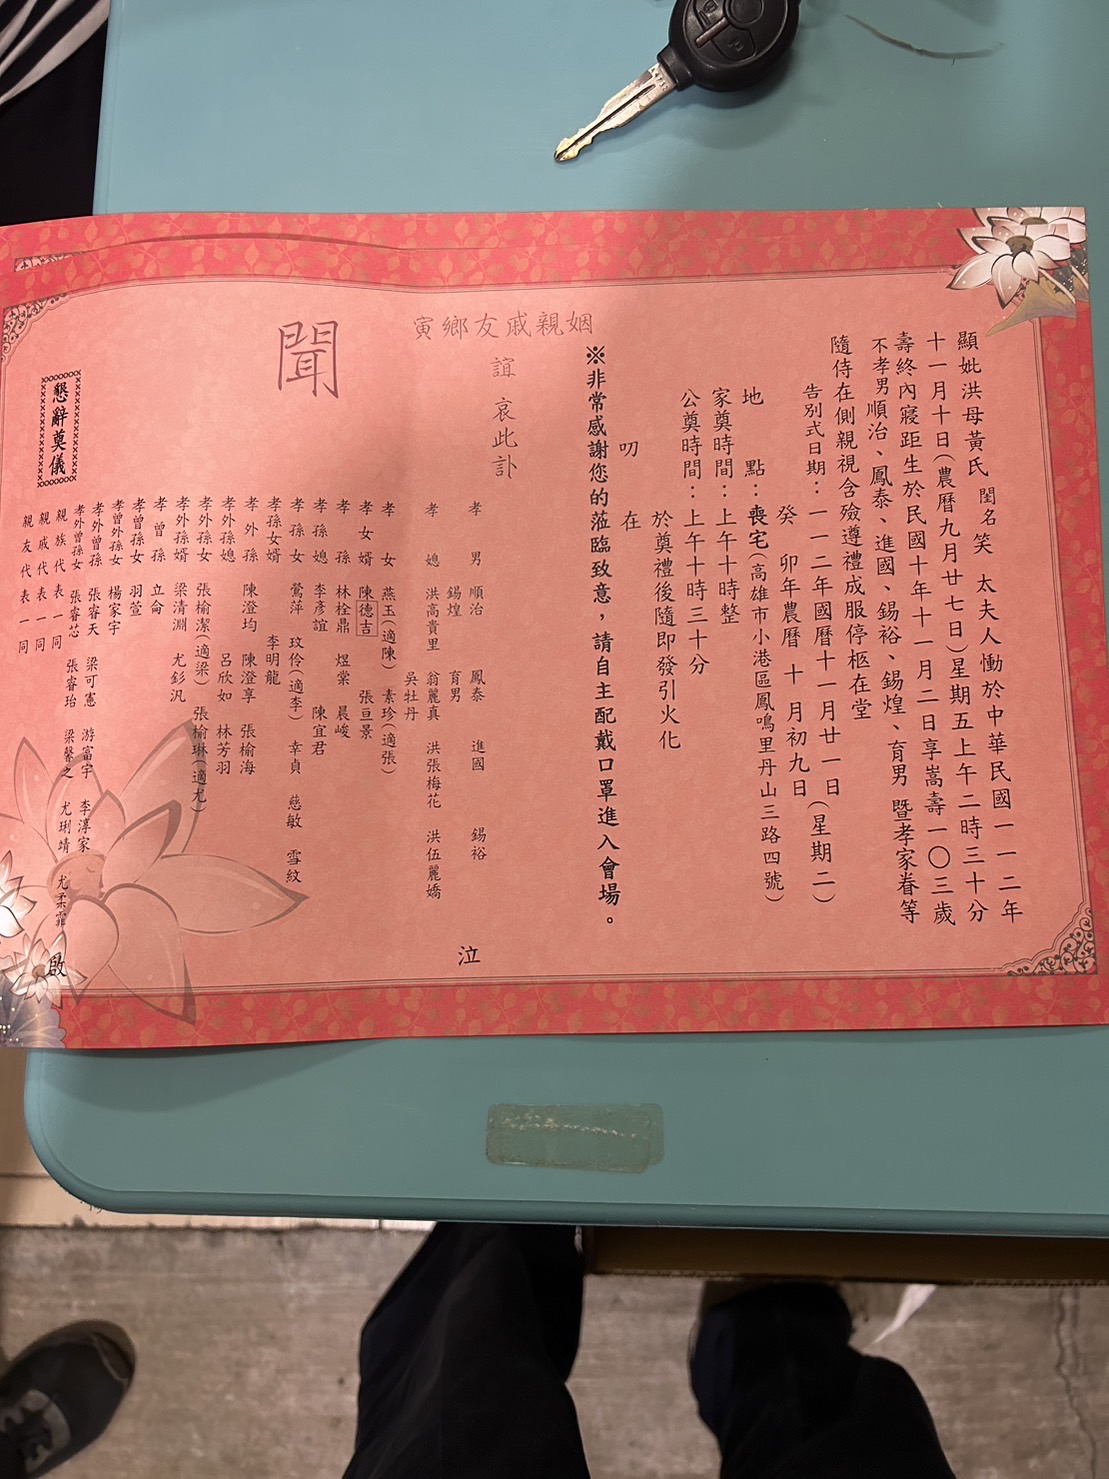 顯妣洪母黃氏 閨名笑 太夫人慟於中華民國一一二年
十一月十日(農曆九月廿七日)星期五上午二時三十分
壽終內寢距生於民國十年十一月二日享嵩壽一〇三歲
不孝男順治、鳳泰、進國、錫裕、錫煌、育男 暨孝家眷等
隨侍在側親視含殮遵禮成服停柩在堂
告別式日期：一一二年國曆十一月廿一日(星期二)
癸卯年農曆 十 月初九日
地 點：喪宅(高雄市小港區鳳鳴里丹山三路四號)
家奠時間：上午十時整
公奠時間：上午十時三十分
於奠禮後隨即發引火化
叨 在
※非常感謝您的蒞臨致意，請自主配戴口罩進入會場。
姻親戚友鄉寅
誼 哀此訃
聞
孝 男 順治 鳳泰 進國 錫裕
錫煌 育男
孝 媳 洪高貴里 翁麗真 洪張梅花 洪伍麗嬌
吳牡丹
孝 女 燕玉(適陳) 素珍(適張)
孝 女 婿 陳德吉 張亘景
孝 孫 林栓鼎 煜棠 晨峻
孝 孫 媳 李彥誼 陳宜君
孝 孫 女 鶯萍 玟伶(適李) 幸貞 慈敏 雪紋
孝孫女婿 李明龍
孝 外 孫 陳澄均 陳澄享 張榆海
孝外孫媳 呂欣如 林芳羽
孝外孫女 張榆潔(適梁) 張榆琳(適尤)
孝外孫婿 梁清淵 尤釤汎
孝 曾 孫 立侖
孝曾孫女 羽萱
孝曾外孫女 楊家宇
孝外曾孫 張睿天 梁可憲 游富宇 李淳家
孝外曾孫女 張睿芯 張睿珆 梁馨之 尤琍靖 尤柔霏
親 族 代 表 一 同
親 戚 代 表 一 同
親 友 代 表 一 同
泣
啟
懇辭奠儀